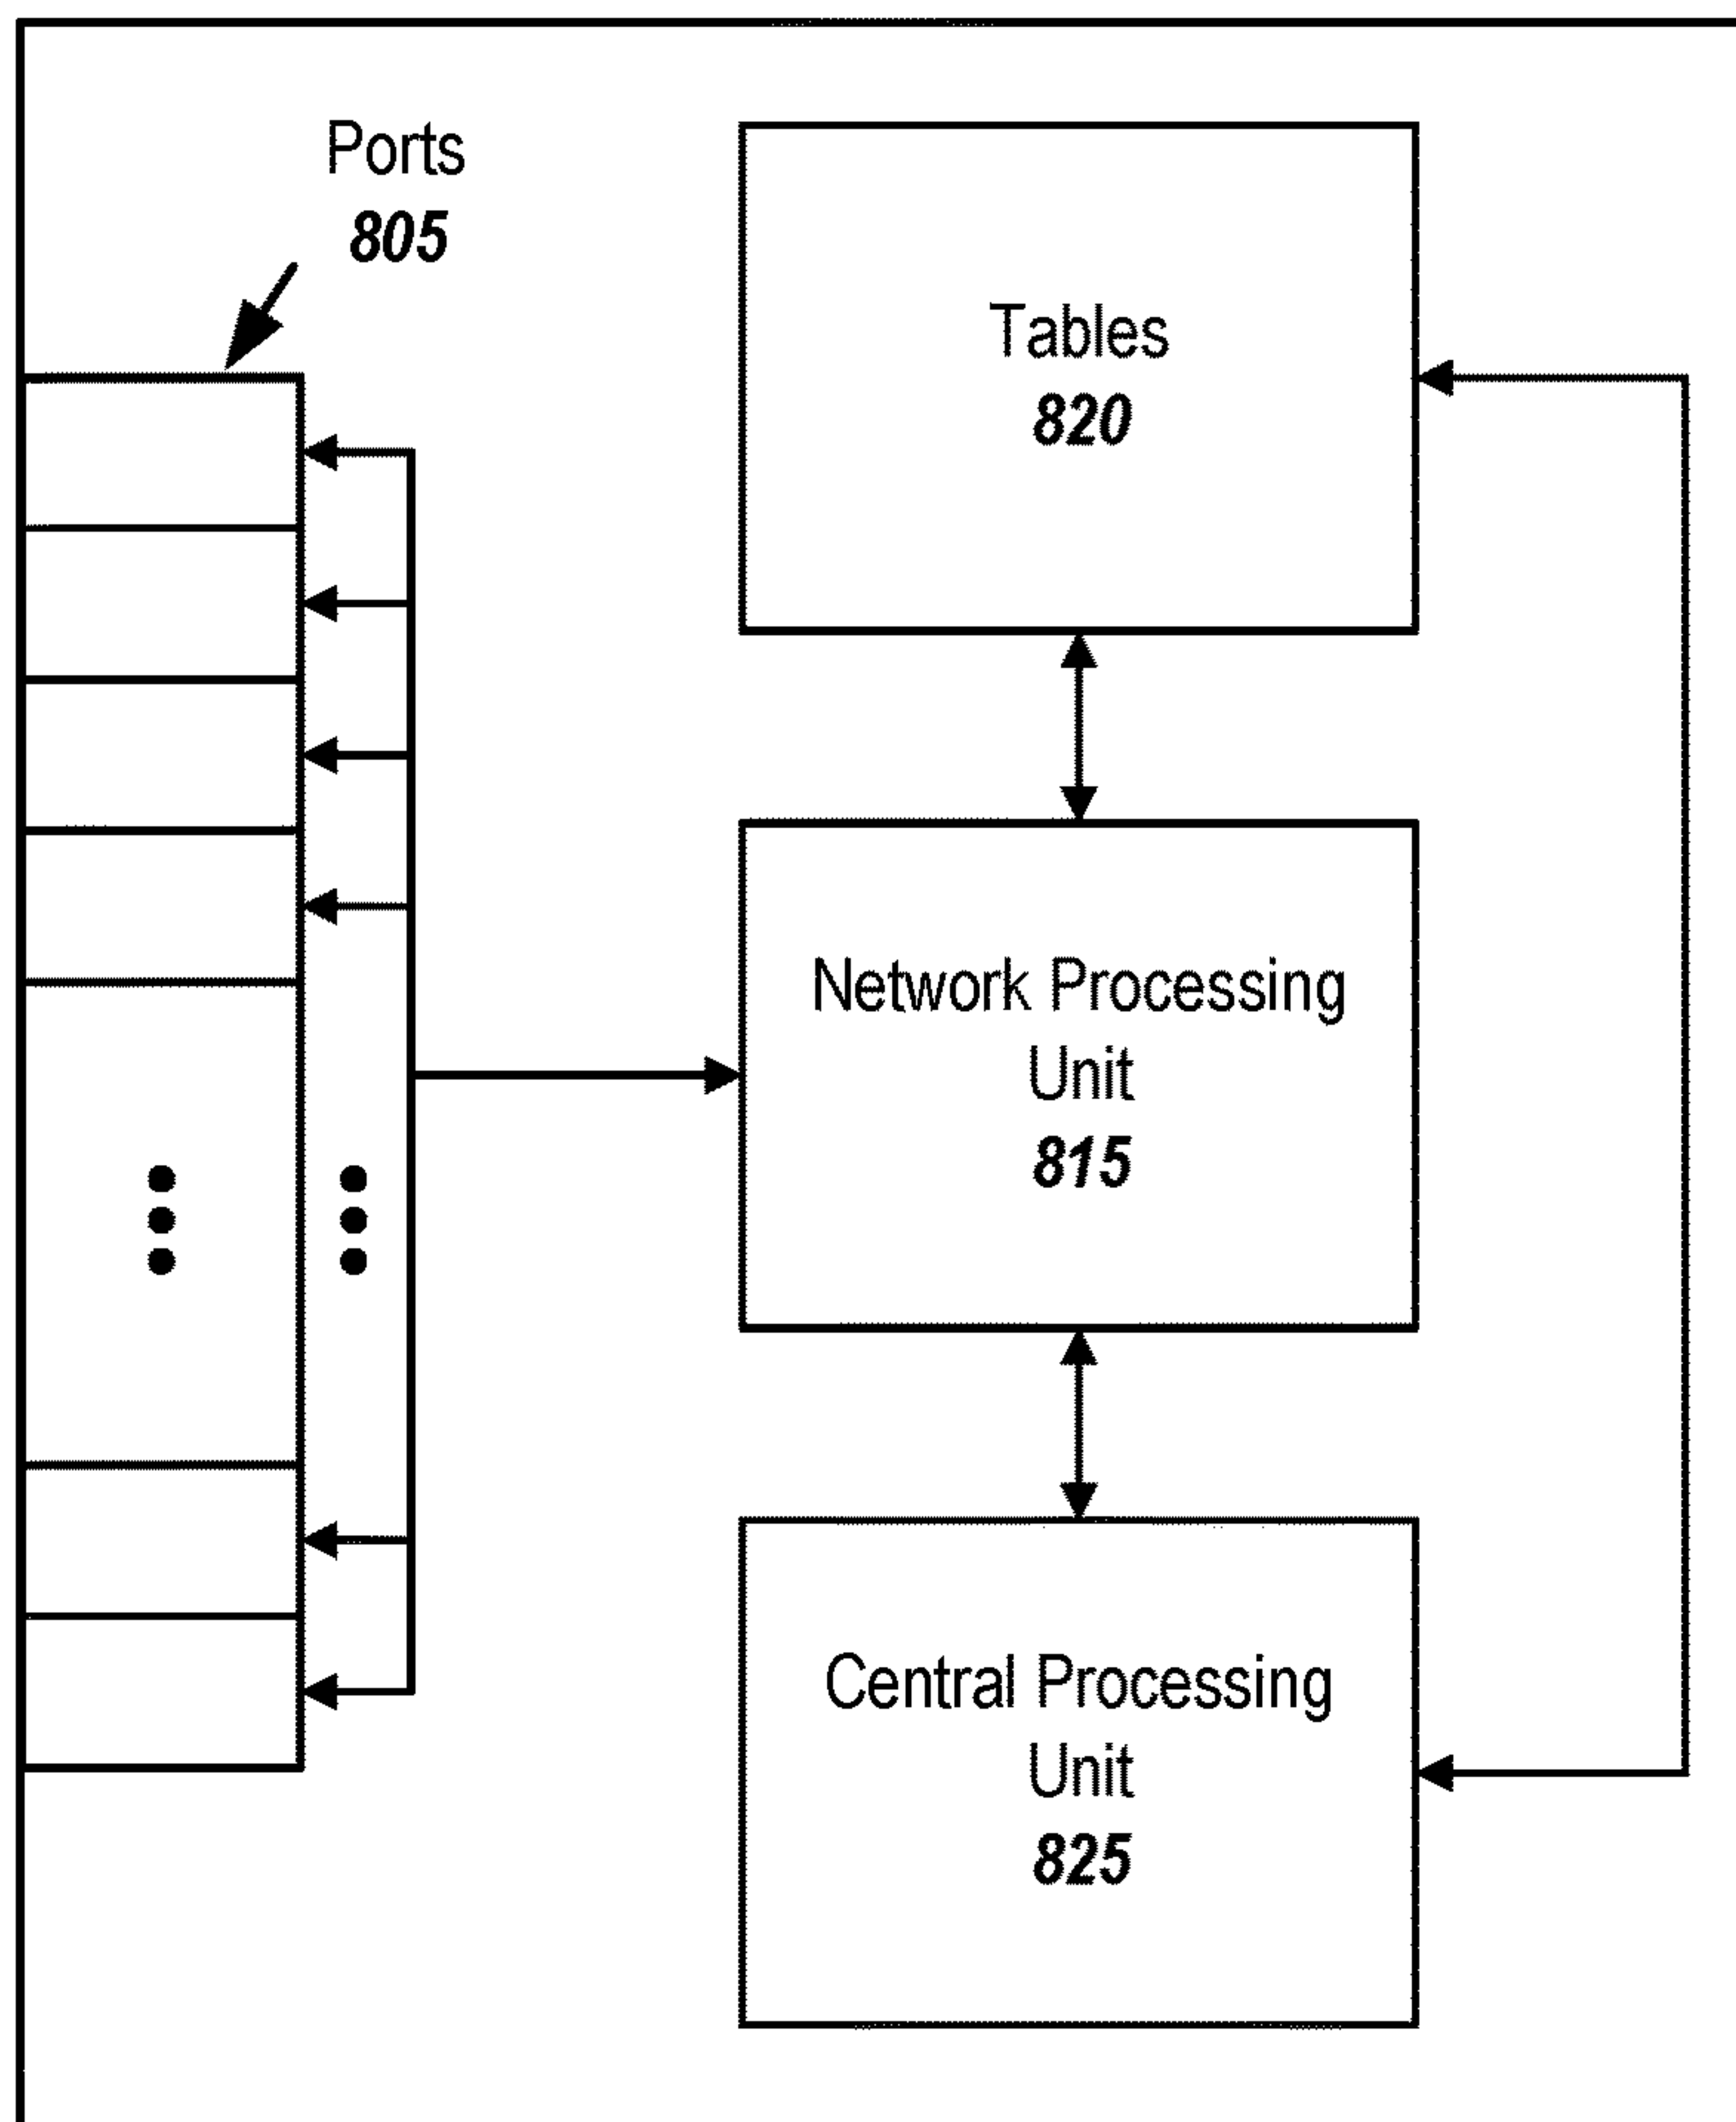 Ports
805
Tables
820
Network Processing
Unit
815
Central Processing
Unit
825